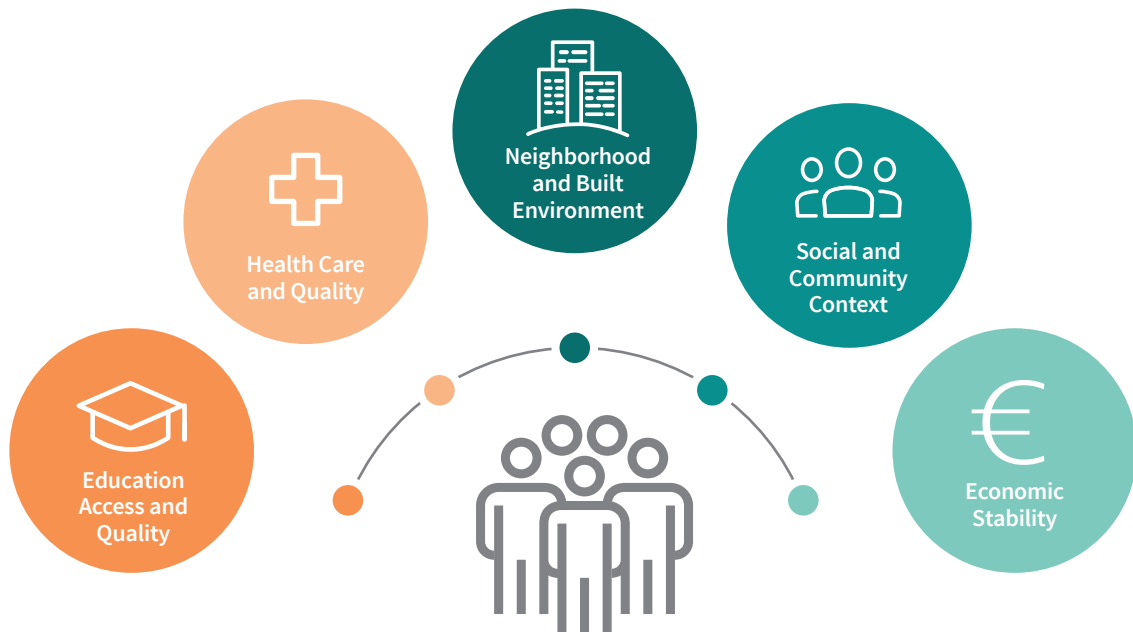 Neighborhood
and Built
Environment
Health Care
and Quality
Social and
Community
Context
Education
Access and
Quality
€
Economic
Stability